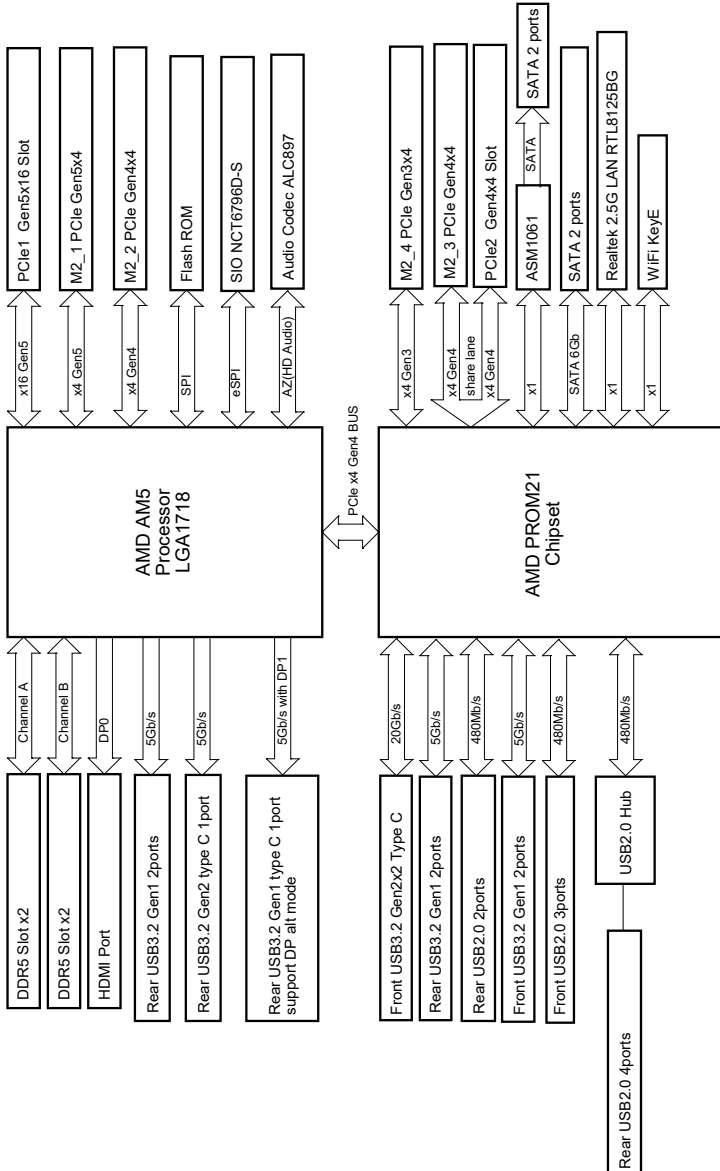 PCIe1 Gen5x16 Slot
M2_1 PCIe Gen5x4
M2_2 PCIe Gen4x4
Flash ROM
SIO NCT6796D-S
Audio Codec ALC897
x16 Gen5
x4 Gen5
x4 Gen4
SPI
eSPI
AZ(HD Audio)
AMD AM5
Processor
LGA1718
Channel A
Channel B
DP0
5Gb/s
5Gb/s
5Gb/s with DP1
DDR5 Slot x2
DDR5 Slot x2
HDMI Port
Rear USB3.2 Gen1 2ports
Rear USB3.2 Gen2 type C 1port
Rear USB3.2 Gen1 type C 1port
support DP alt mode
PCIe x4 Gen4 BUS
SATA 2 ports
SATA
M2_4 PCIe Gen3x4
M2_3 PCIe Gen4x4
PCIe2 Gen4x4 Slot
ASM1061
SATA 2 ports
Realtek 2.5G LAN RTL8125BG
WiFi KeyE
x4 Gen3
x4 Gen4
share lane
x4 Gen4
x1
SATA 6Gb
x1
x1
AMD PROM21
Chipset
20Gb/s
5Gb/s
480Mb/s
5Gb/s
480Mb/s
480Mb/s
Front USB3.2 Gen2x2 Type C
Rear USB3.2 Gen1 2ports
Rear USB2.0 2ports
Front USB3.2 Gen1 2ports
Front USB2.0 3ports
USB2.0 Hub
Rear USB2.0 4ports